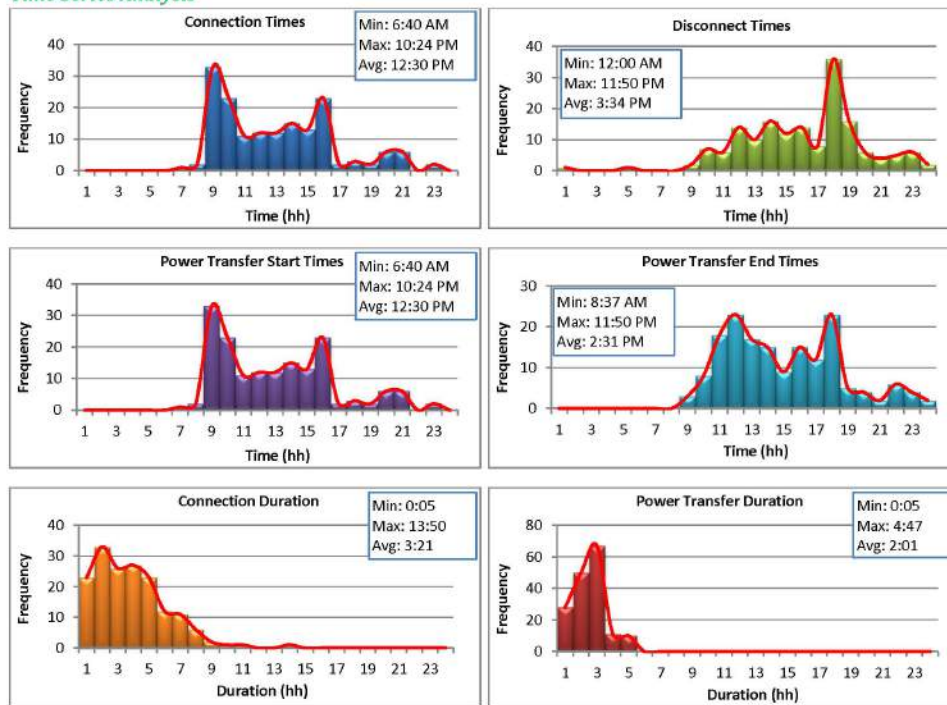 Time Series Analysis
Connection Times
Min: 6:40 AM
Max: 10:24 PM
Avg: 12:30 PM
Frequency
40
30
20
10
0
1 3 5 7 9 11 13 15 17 19 21 23
Time (hh)
Disconnect Times
Min: 12:00 AM
Max: 11:50 PM
Avg: 3:34 PM
Frequency
40
30
20
10
0
1 3 5 7 9 11 13 15 17 19 21 23
Time (hh)
Power Transfer Start Times
Min: 6:40 AM
Max: 10:24 PM
Avg: 12:30 PM
Frequency
40
30
20
10
0
1 3 5 7 9 11 13 15 17 19 21 23
Time (hh)
Power Transfer End Times
Min: 8:37 AM
Max: 11:50 PM
Avg: 2:31 PM
Frequency
30
20
10
0
1 3 5 7 9 11 13 15 17 19 21 23
Time (hh)
Connection Duration
Min: 0:05
Max: 13:50
Avg: 3:21
Frequency
40
30
20
10
0
1 3 5 7 9 11 13 15 17 19 21 23
Duration (hh)
Power Transfer Duration
Min: 0:05
Max: 4:47
Avg: 2:01
Frequency
80
60
40
20
0
1 3 5 7 9 11 13 15 17 19 21 23
Duration (hh)